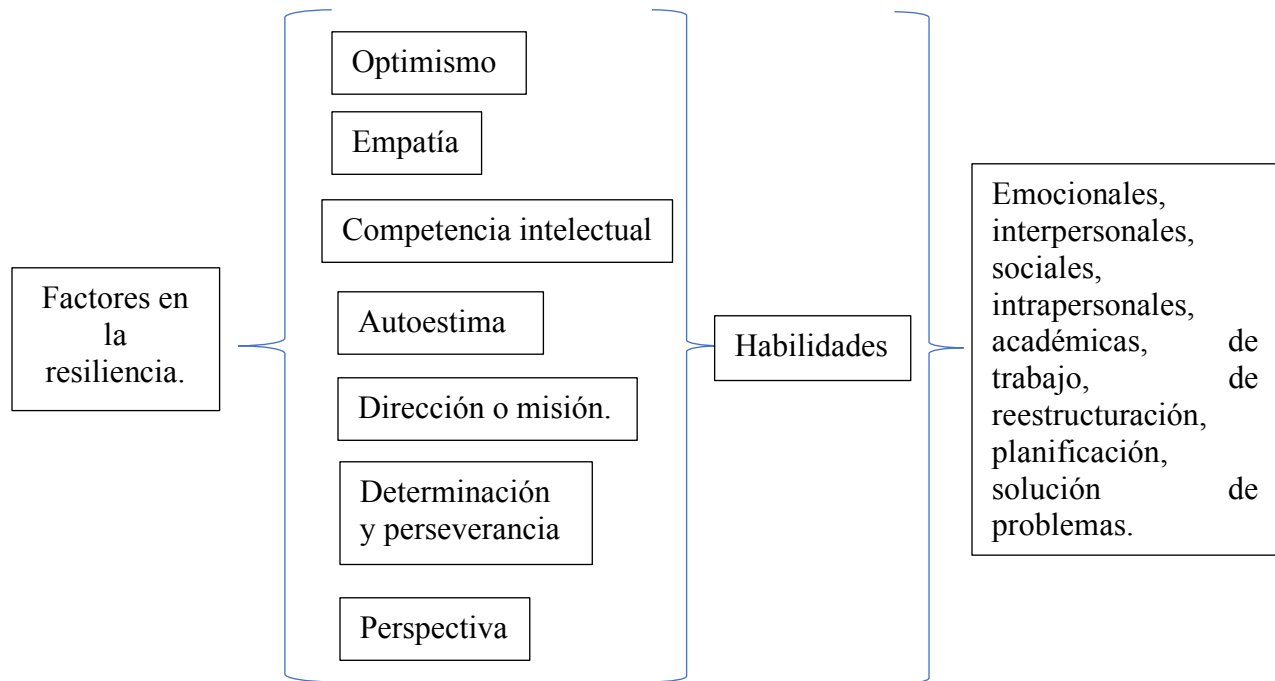 Factores en
la
resiliencia.
Optimismo
Empatía
Competencia intelectual
Autoestima
Dirección o misión.
Determinación
y perseverancia
Perspectiva
Habilidades
Emocionales,
interpersonales,
sociales,
intrapersonales,
académicas, de
trabajo, de
reestructuración,
planificación,
solución de
problemas.